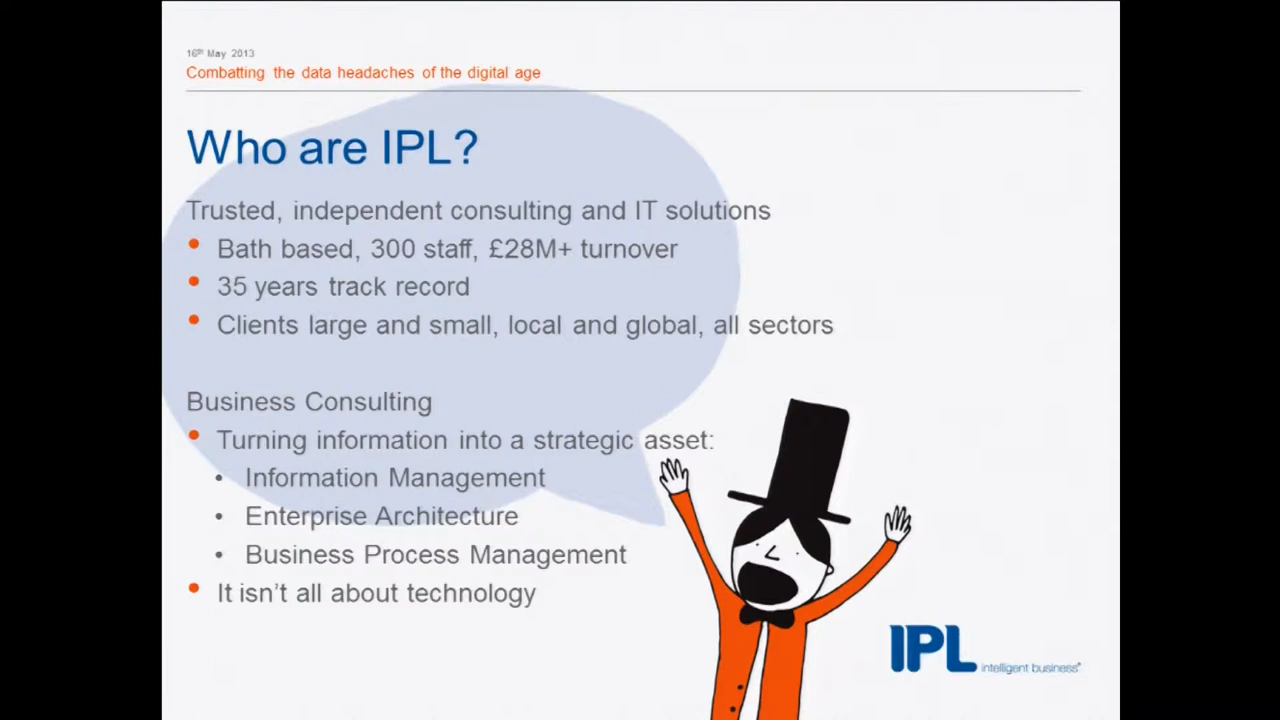 16th May 2013
Combatting the data headaches of the digital age
Who are IPL?
Trusted, independent consulting and IT solutions
• Bath based, 300 staff, £28M+ turnover
• 35 years track record
• Clients large and small, local and global, all sectors
Business Consulting
• Turning information into a strategic asset:
• Information Management
• Enterprise Architecture
• Business Process Management
• It isn't all about technology
IPL intelligent business